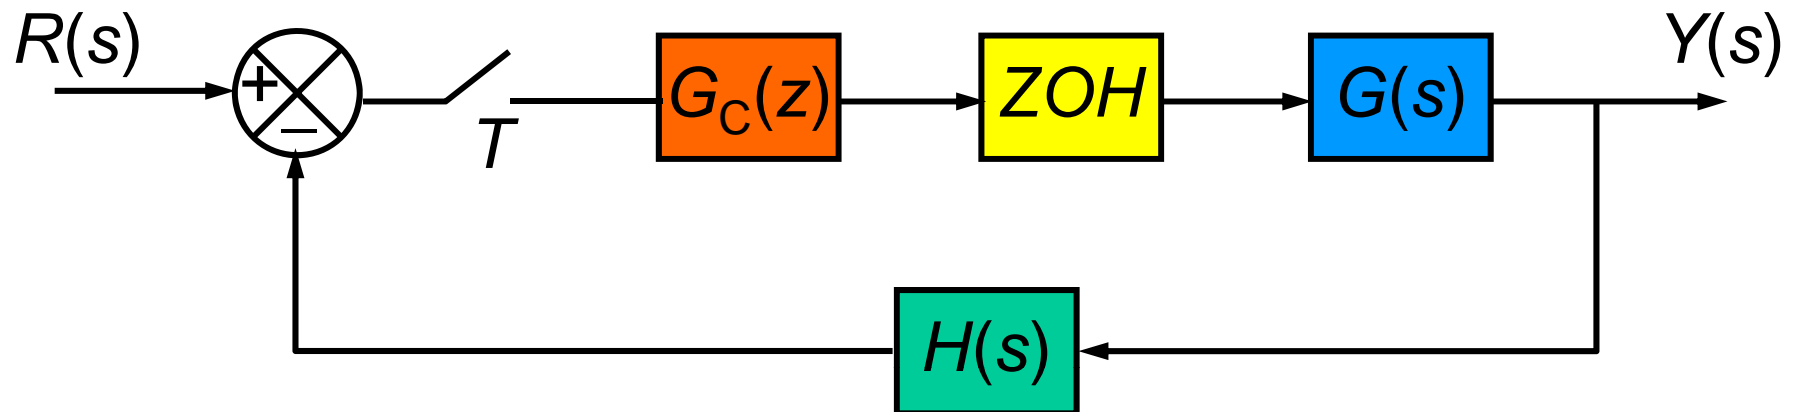 R(s)
+
−
T
G_C(z)
ZOH
G(s)
Y(s)
H(s)